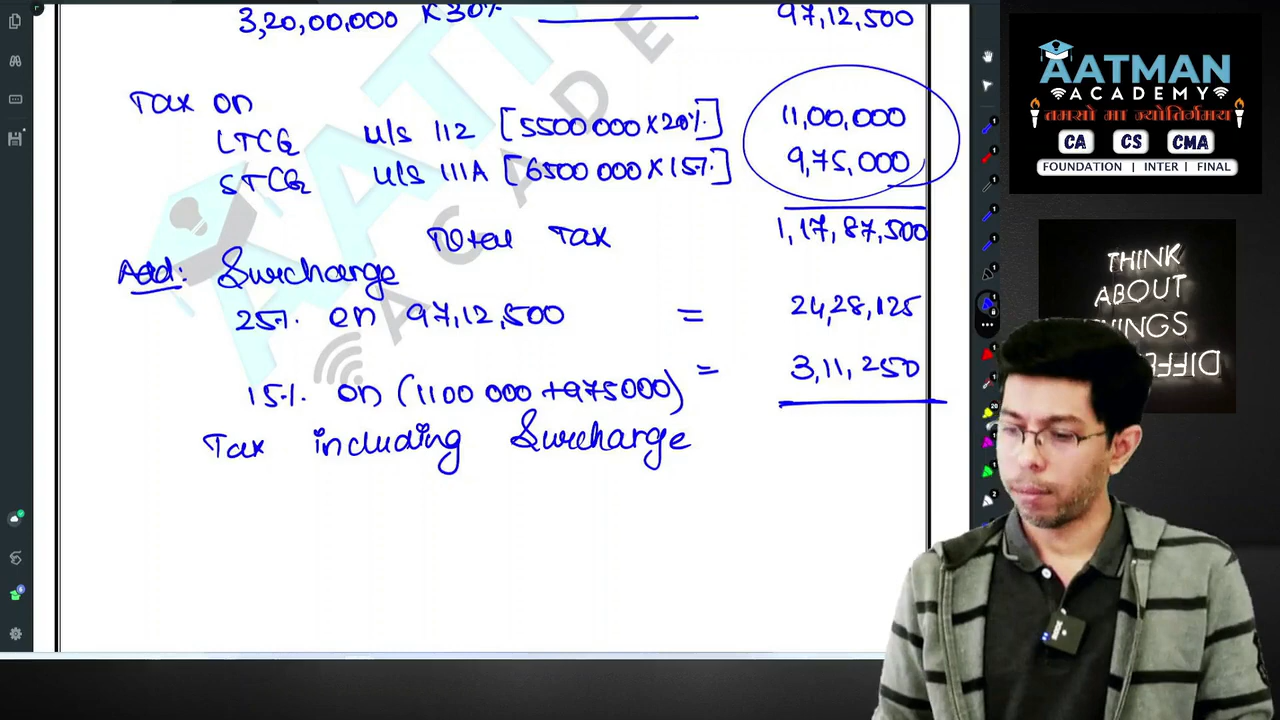 3,20,00,000 ×30% 97,12,500
Tax on
LTCG u/s 112 [5500000×20%] 11,00,000
STCG u/s 111A [6500000×15%] 9,75,000
Total Tax 1,17,87,500
Add: Surcharge
25% on 97,12,500 = 24,28,125
15% on (1100000+975000) = 3,11,250
Tax including Surcharge
AATMAN
ACADEMY
तमसो मा ज्योतिर्गमय
CA CS CMA
FOUNDATION | INTER | FINAL
THINK
ABOUT